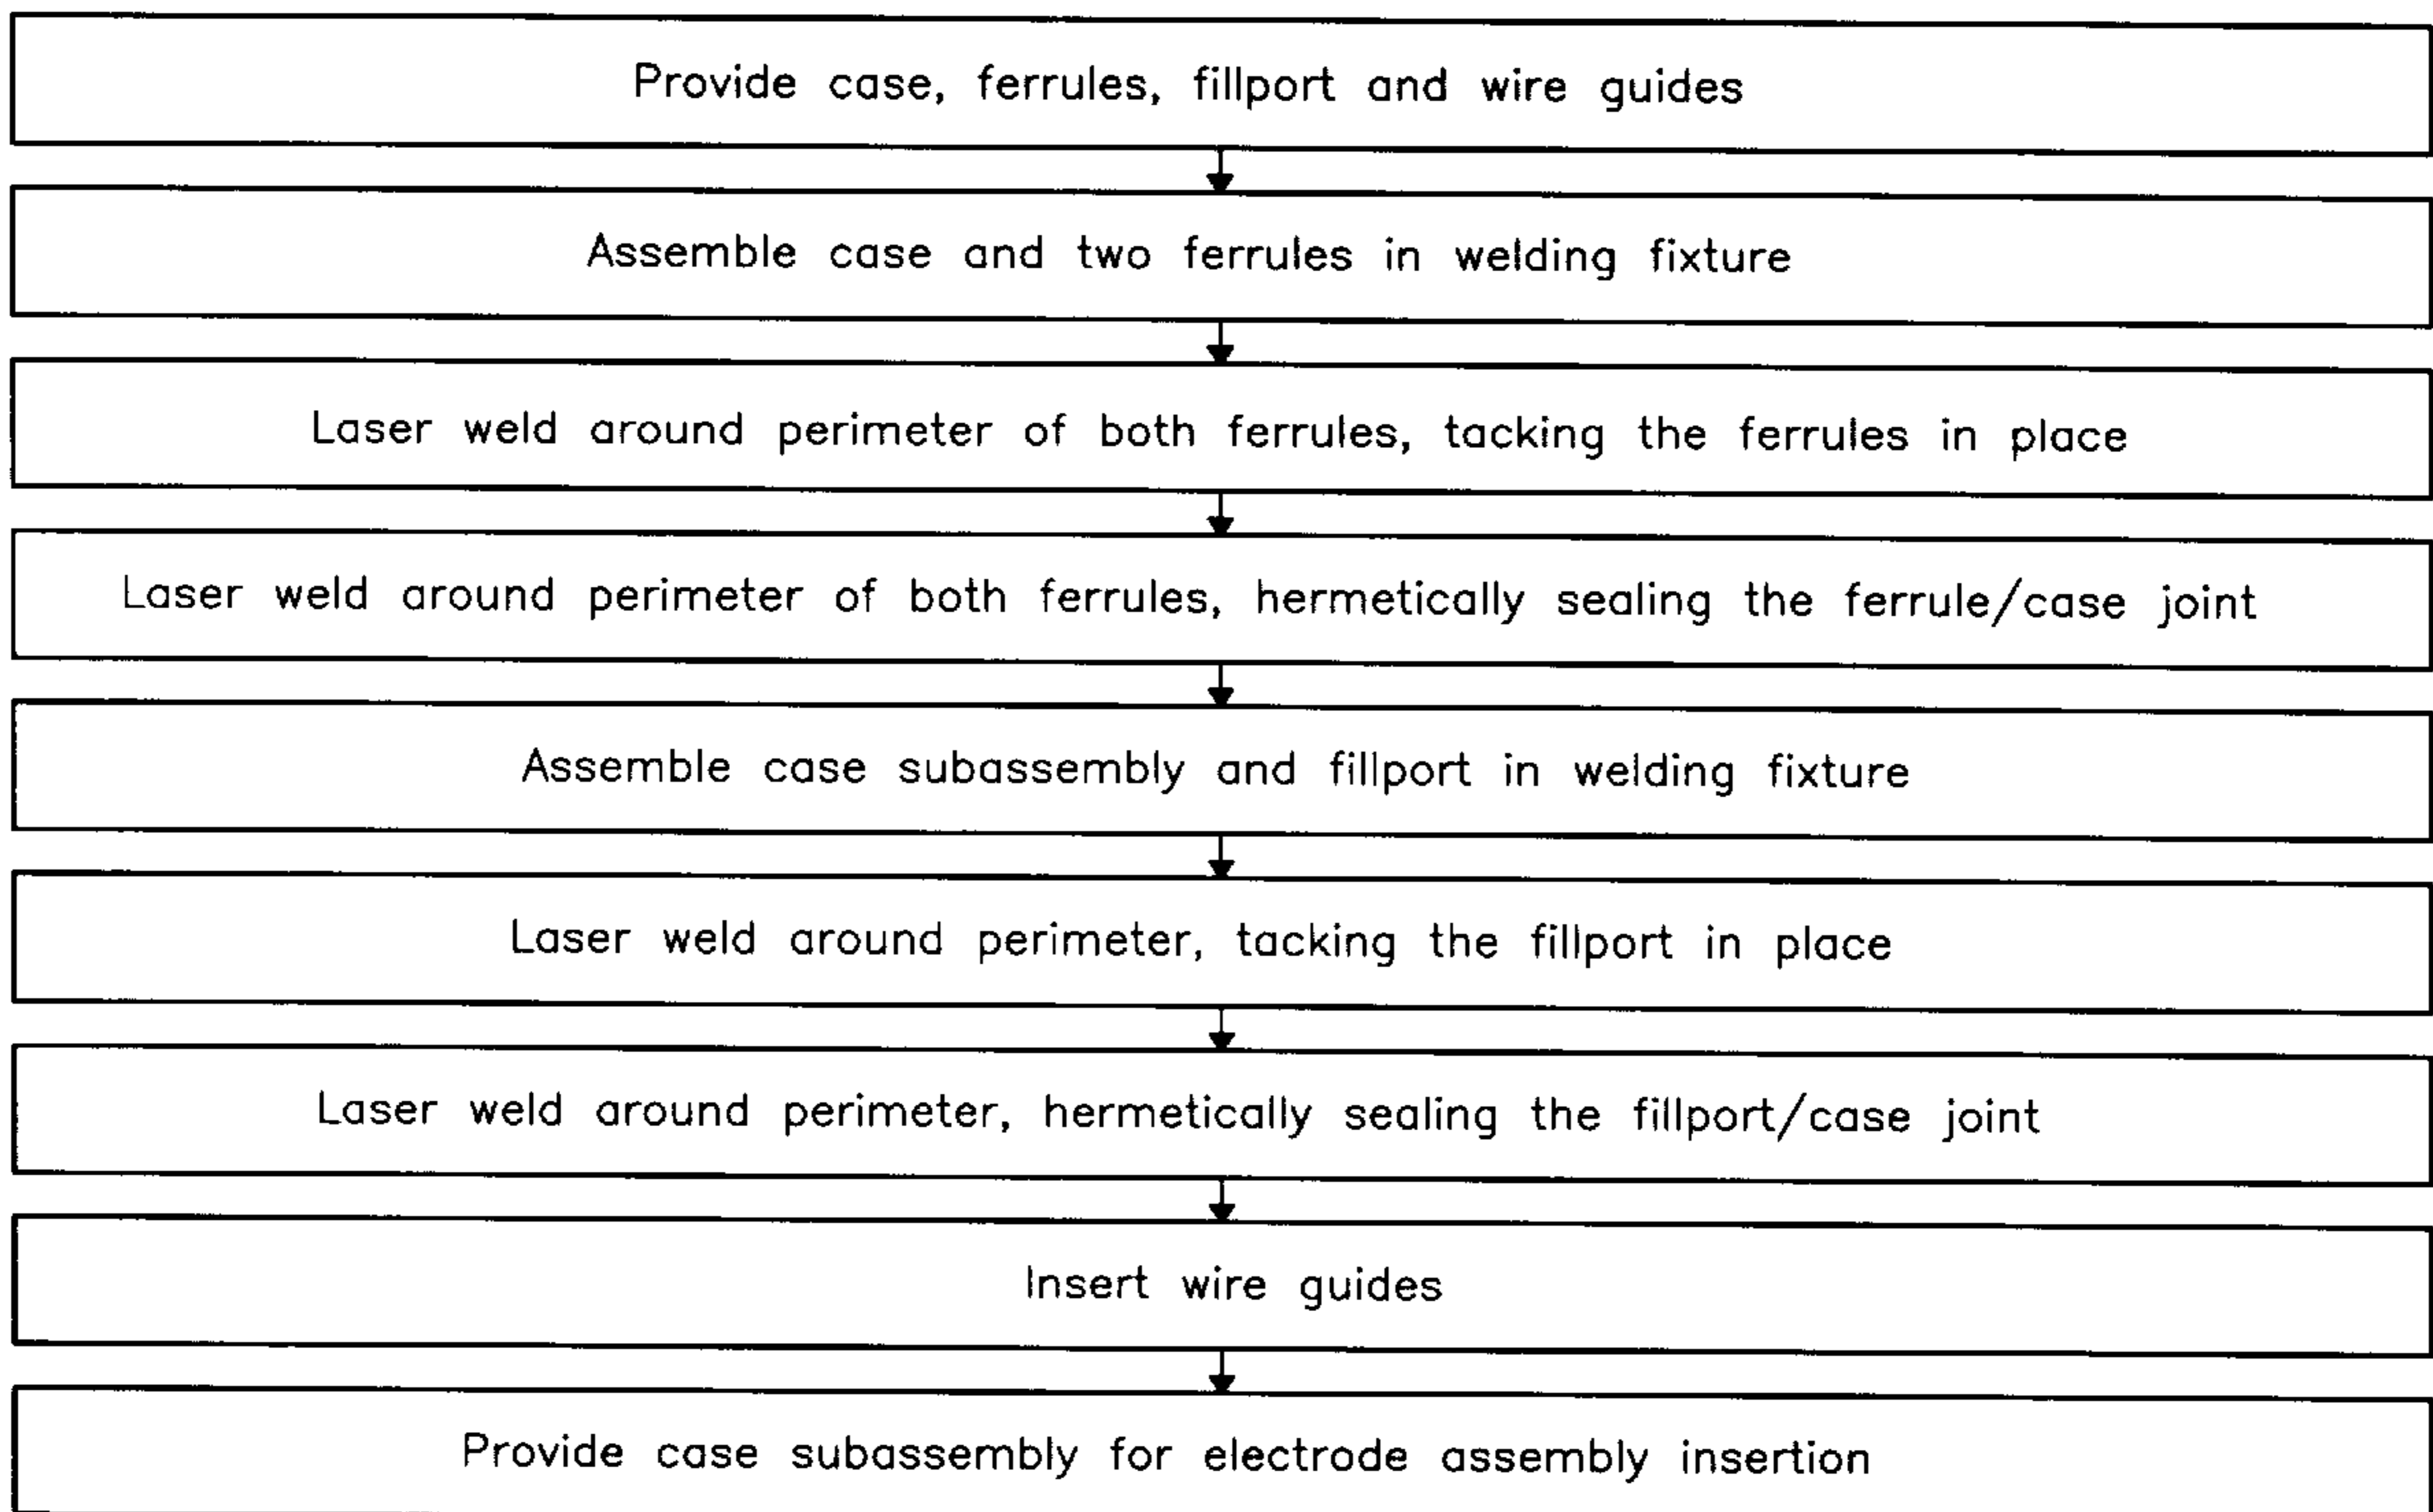 Provide case, ferrules, fillport and wire guides
Assemble case and two ferrules in welding fixture
Laser weld around perimeter of both ferrules, tacking the ferrules in place
Laser weld around perimeter of both ferrules, hermetically sealing the ferrule/case joint
Assemble case subassembly and fillport in welding fixture
Laser weld around perimeter, tacking the fillport in place
Laser weld around perimeter, hermetically sealing the fillport/case joint
Insert wire guides
Provide case subassembly for electrode assembly insertion